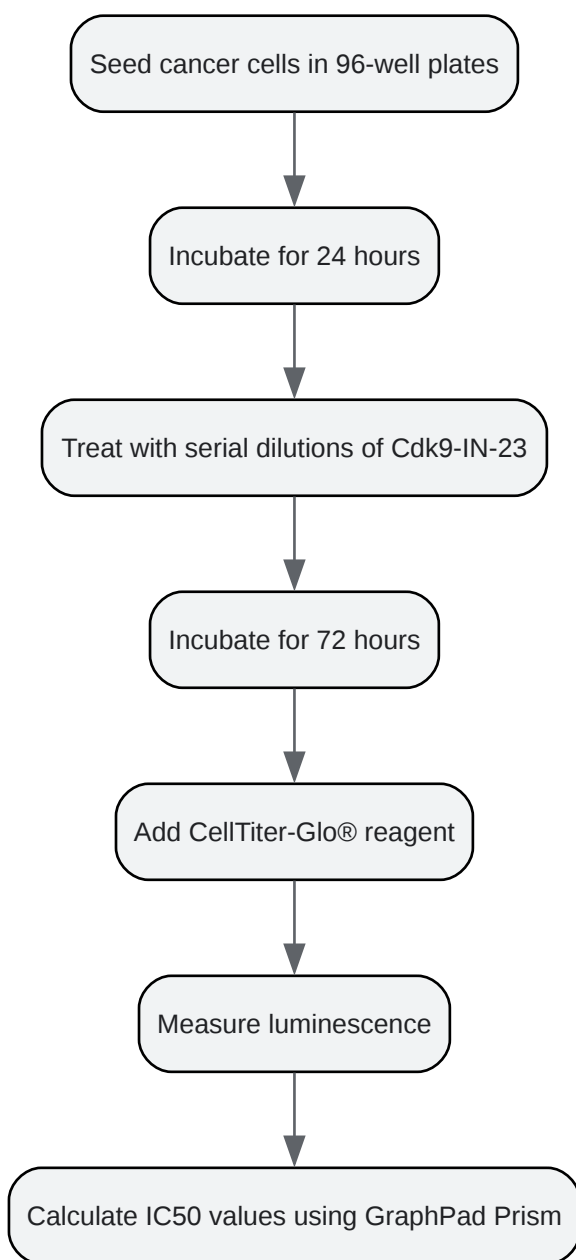 Seed cancer cells in 96-well plates
Incubate for 24 hours
Treat with serial dilutions of Cdk9-IN-23
Incubate for 72 hours
Add CellTiter-Glo® reagent
Measure luminescence
Calculate IC50 values using GraphPad Prism